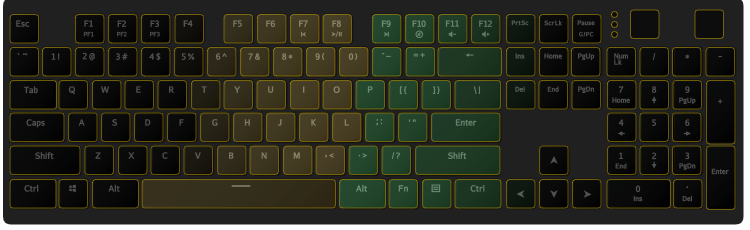 Esc F1 F2 F3 F4 F5 F6 F7 F8 F9 F10 F11 F12 PrtSc ScrLk Pause
PF1 PF2 PF3 G/PC
` ~ 1 ! 2 @ 3 # 4 $ 5 % 6 ^ 7 & 8 * 9 ( 0 ) - = + ← Ins Home PgUp Num Lk / * -
Tab Q W E R T Y U I O P [ { ] } \ | Del End PgDn 7 8 9 +
Home PgUp
Caps A S D F G H J K L ; : ' " Enter 4 5 6
Shift Z X C V B N M , < . > / ? Shift 1 2 3 Enter
End PgDn
Ctrl Alt Alt Fn Ctrl 0 .
Ins Del